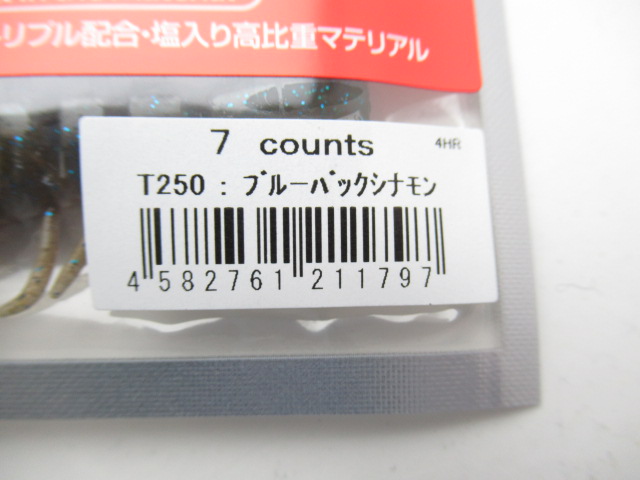 リブル配合・塩入り高比重マテリアル
7 counts
4HR
T250 : ブルーバックシナモン
4 582761 211797